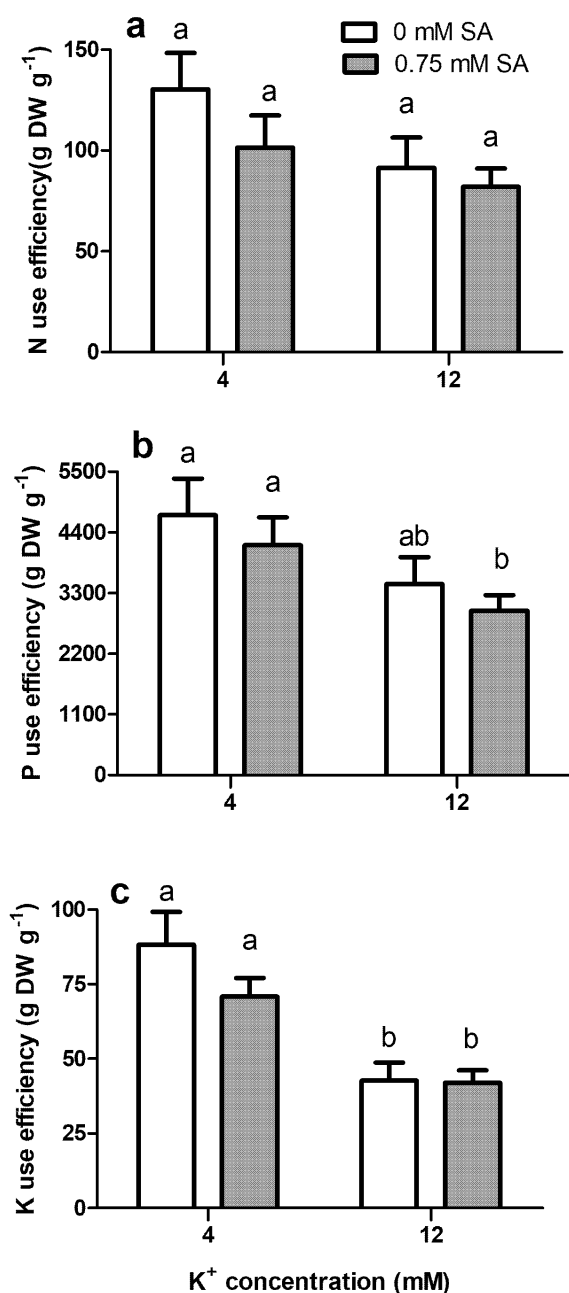 a
0 mM SA
0.75 mM SA
N use efficiency(g DW g⁻¹)
150
100
50
0
a
a
a
a
4
12
b
P use efficiency (g DW g⁻¹)
5500
4400
3300
2200
1100
0
a
a
ab
b
4
12
c
K use efficiency (g DW g⁻¹)
100
75
50
25
0
a
a
b
b
4
12
K⁺ concentration (mM)